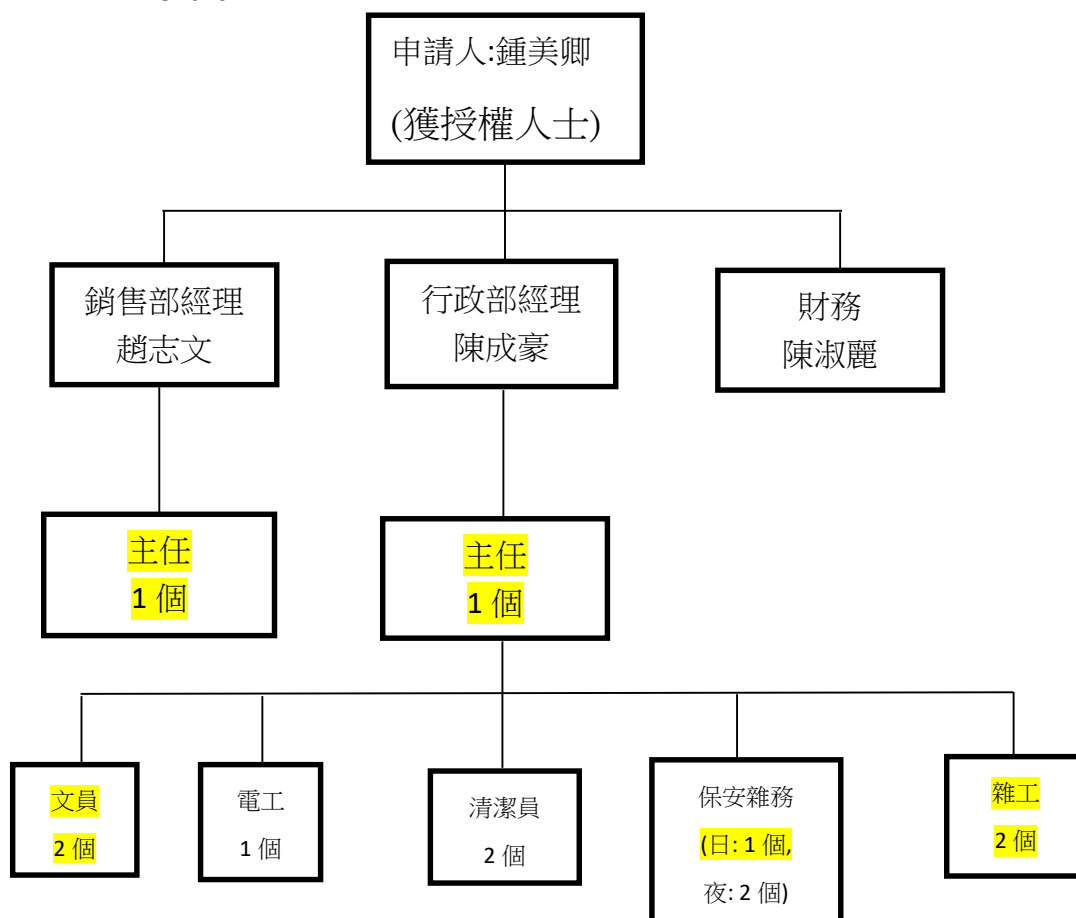 申請人:鍾美卿
(獲授權人士)
銷售部經理
趙志文
行政部經理
陳成豪
財務
陳淑麗
主任
1 個
主任
1 個
文員
2 個
電工
1 個
清潔員
2 個
保安雜務
(日: 1 個,
夜: 2 個)
雜工
2 個